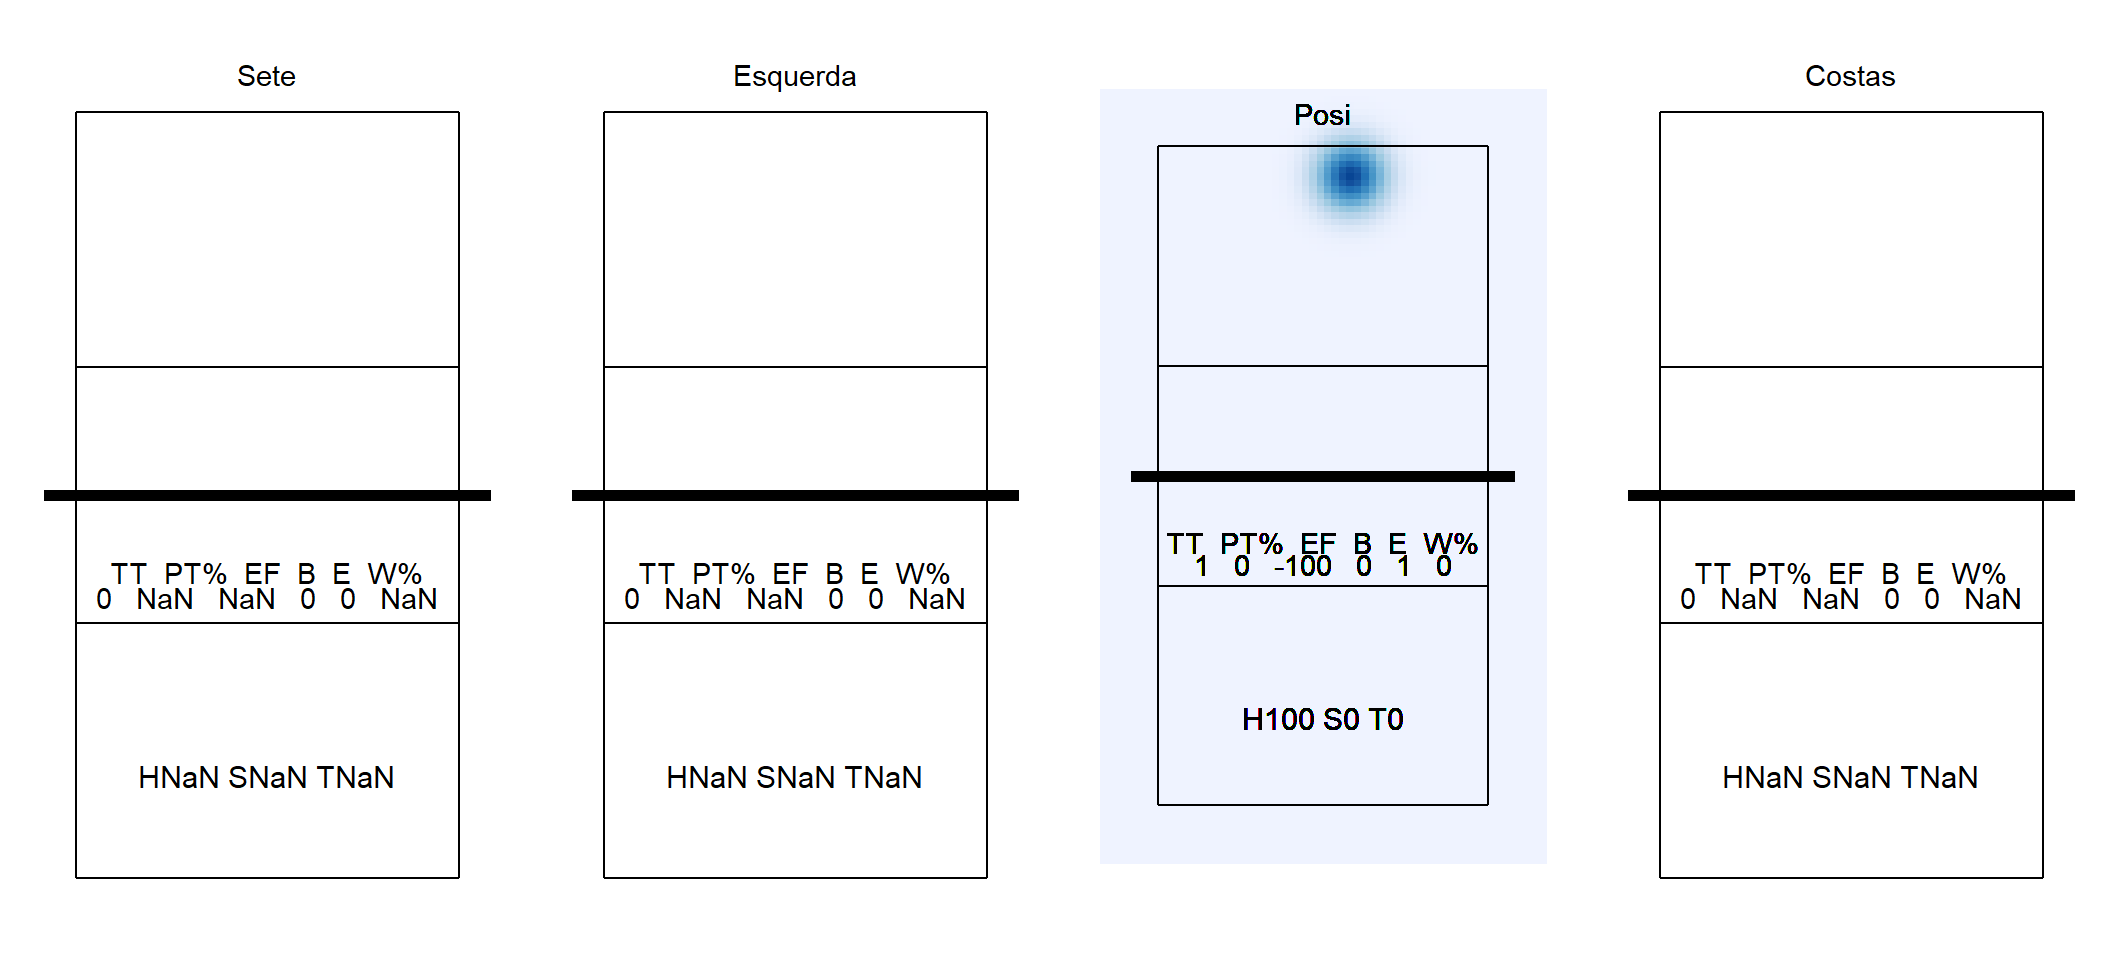 Sete
TT PT% EF B E W%
0 NaN NaN 0 0 NaN
HNaN SNaN TNaN
Esquerda
TT PT% EF B E W%
0 NaN NaN 0 0 NaN
HNaN SNaN TNaN
Posi
TT PT% EF B E W%
1 0 -100 0 1 0
H100 S0 T0
Costas
TT PT% EF B E W%
0 NaN NaN 0 0 NaN
HNaN SNaN TNaN